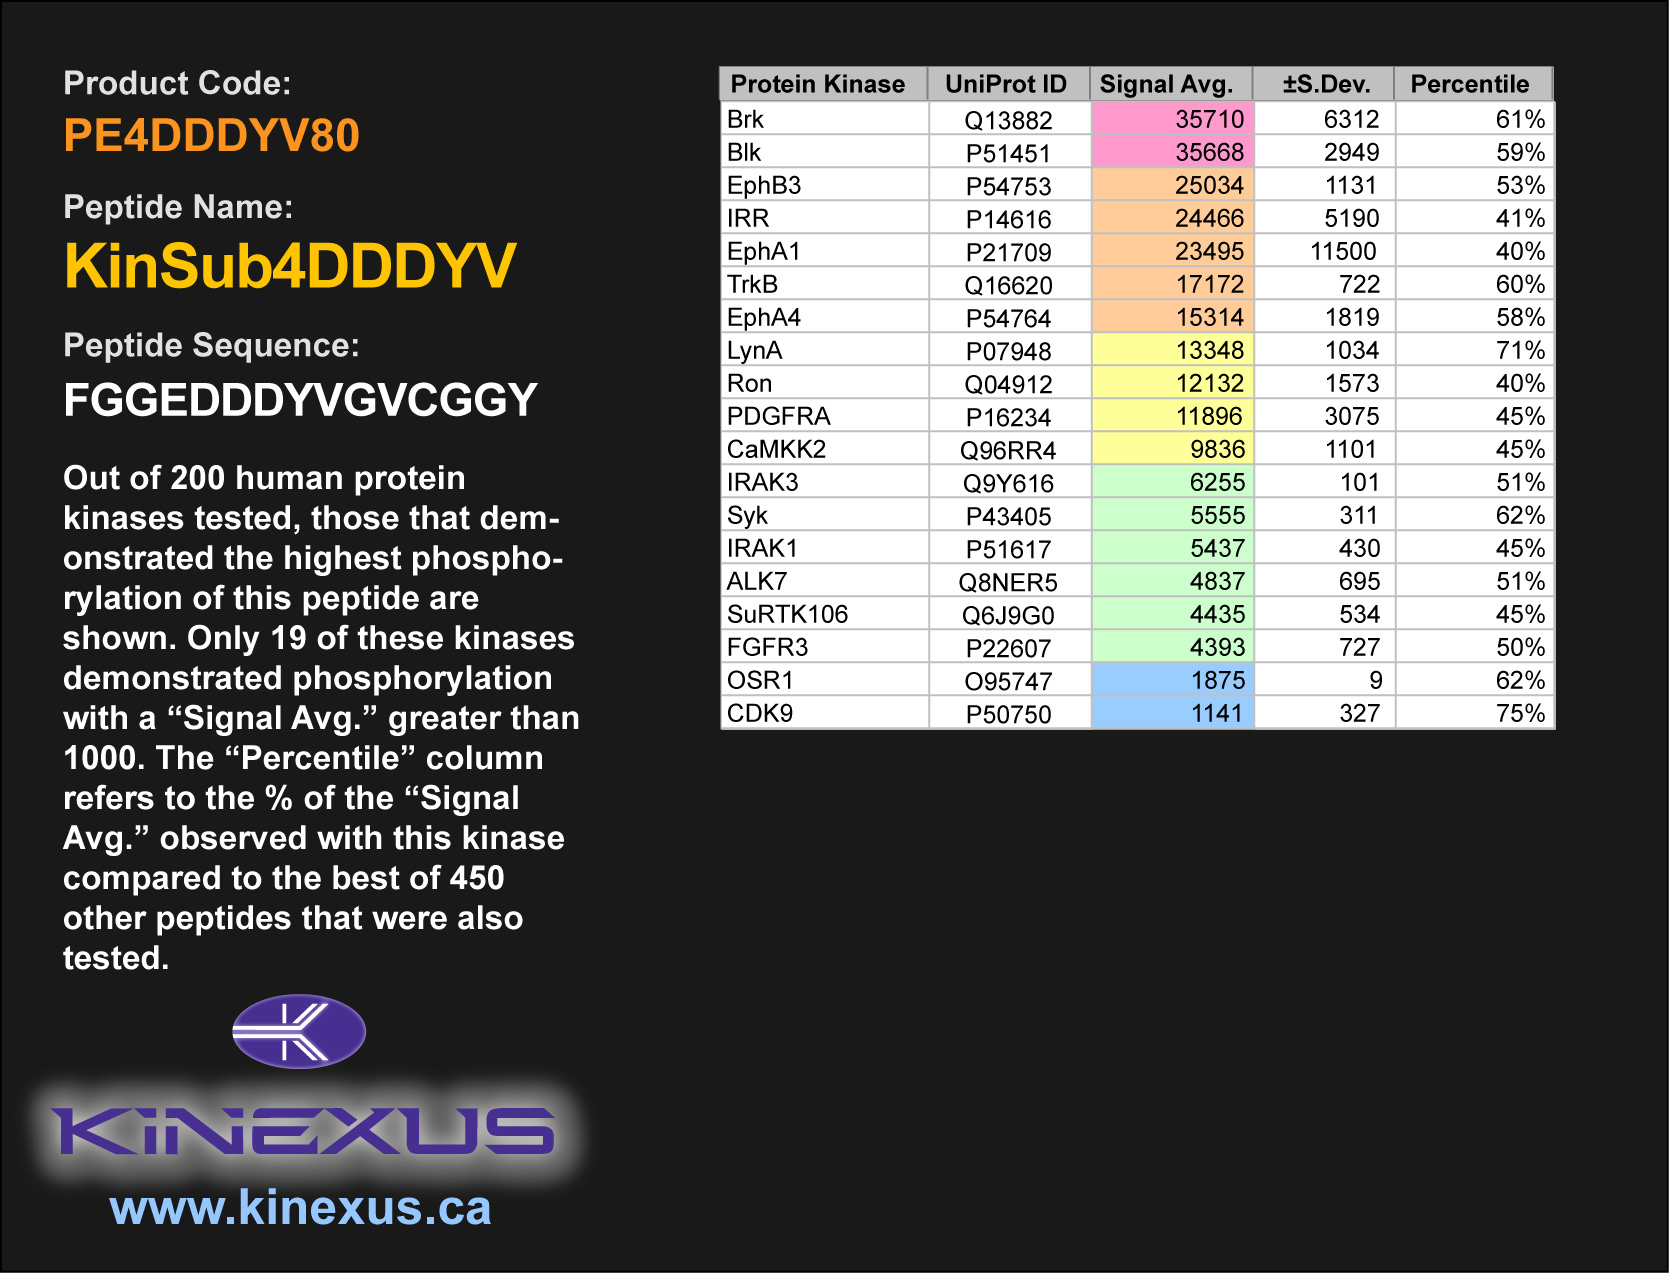 Product Code:
PE4DDDYV80
Peptide Name:
KinSub4DDDYV
Peptide Sequence:
FGGEDDDYVGVCGGY
Out of 200 human protein
kinases tested, those that dem-
onstrated the highest phospho-
rylation of this peptide are
shown. Only 19 of these kinases
demonstrated phosphorylation
with a “Signal Avg.” greater than
1000. The “Percentile” column
refers to the % of the “Signal
Avg.” observed with this kinase
compared to the best of 450
other peptides that were also
tested.
KINEXUS
www.kinexus.ca
Protein Kinase UniProt ID Signal Avg. ±S.Dev. Percentile
Brk Q13882 35710 6312 61%
Blk P51451 35668 2949 59%
EphB3 P54753 25034 1131 53%
IRR P14616 24466 5190 41%
EphA1 P21709 23495 11500 40%
TrkB Q16620 17172 722 60%
EphA4 P54764 15314 1819 58%
LynA P07948 13348 1034 71%
Ron Q04912 12132 1573 40%
PDGFRA P16234 11896 3075 45%
CaMKK2 Q96RR4 9836 1101 45%
IRAK3 Q9Y616 6255 101 51%
Syk P43405 5555 311 62%
IRAK1 P51617 5437 430 45%
ALK7 Q8NER5 4837 695 51%
SuRTK106 Q6J9G0 4435 534 45%
FGFR3 P22607 4393 727 50%
OSR1 O95747 1875 9 62%
CDK9 P50750 1141 327 75%